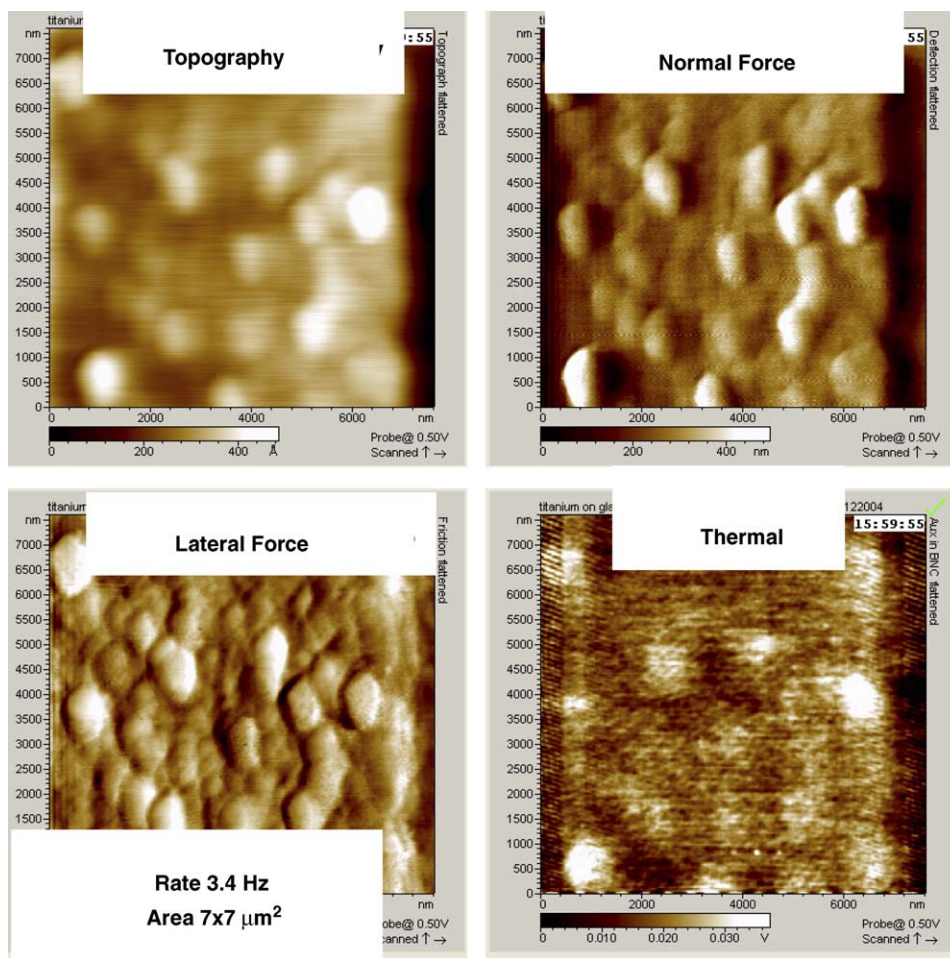 titanium
Topography
:55
nm
7000
6500
6000
5500
5000
4500
4000
3500
3000
2500
2000
1500
1000
500
0
0 2000 4000 6000 nm
Topograph flattened
0 200 400 Å
Probe@ 0.50V
Scanned ↑ →
Normal Force
55
nm
7000
6500
6000
5500
5000
4500
4000
3500
3000
2500
2000
1500
1000
500
0
0 2000 4000 6000 nm
Deflection flattened
0 200 400 nm
Probe@ 0.50V
Scanned ↑ →
titanium
Lateral Force
nm
7000
6500
6000
5500
5000
4500
4000
3500
3000
2500
2000
1500
nm
Friction flattened
Rate 3.4 Hz
Area 7x7 μm²
obe@ 0.50V
canned ↑ →
titanium on gla
Thermal
122004
15:59:55
nm
7000
6500
6000
5500
5000
4500
4000
3500
3000
2500
2000
1500
1000
500
0
0 2000 4000 6000 nm
Aux in BNC flattened
0 0.010 0.020 0.030 V
Probe@ 0.50V
Scanned ↑ →